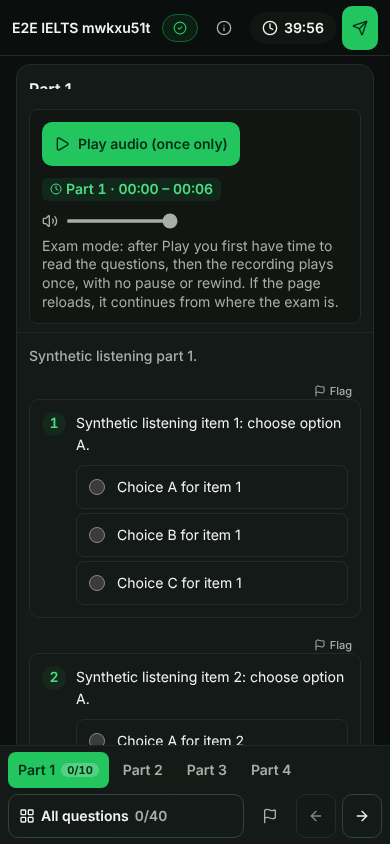 E2E IELTS mwkxu51t
39:56
Part 1
Play audio (once only)
Part 1 · 00:00 – 00:06
Exam mode: after Play you first have time to
read the questions, then the recording plays
once, with no pause or rewind. If the page
reloads, it continues from where the exam is.
Synthetic listening part 1.
Flag
1
Synthetic listening item 1: choose option
A.
Choice A for item 1
Choice B for item 1
Choice C for item 1
Flag
2
Synthetic listening item 2: choose option
A.
Choice A for item 2
Part 1 0/10 Part 2 Part 3 Part 4
All questions 0/40